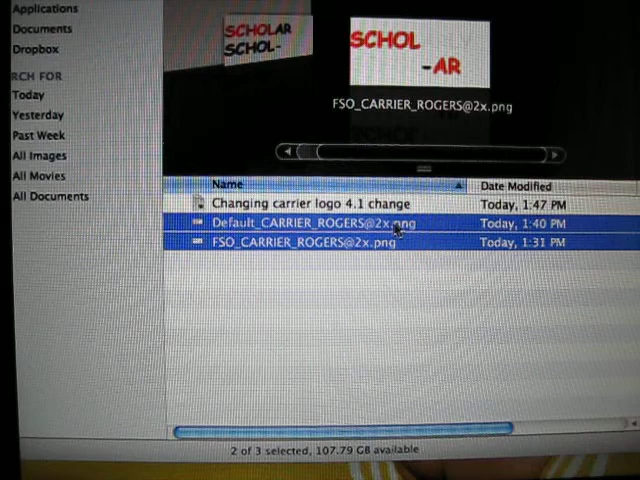 Applications
Documents
Dropbox
RCH FOR
Today
Yesterday
Past Week
All Images
All Movies
All Documents
SCHOLAR
SCHOL-
SCHOL
-AR
FSO_CARRIER_ROGERS@2x.png
Name Date Modified
Changing carrier logo 4.1 change Today, 1:47 PM
Default_CARRIER_ROGERS@2x.png Today, 1:40 PM
FSO_CARRIER_ROGERS@2x.png Today, 1:31 PM
2 of 3 selected, 107.79 GB available